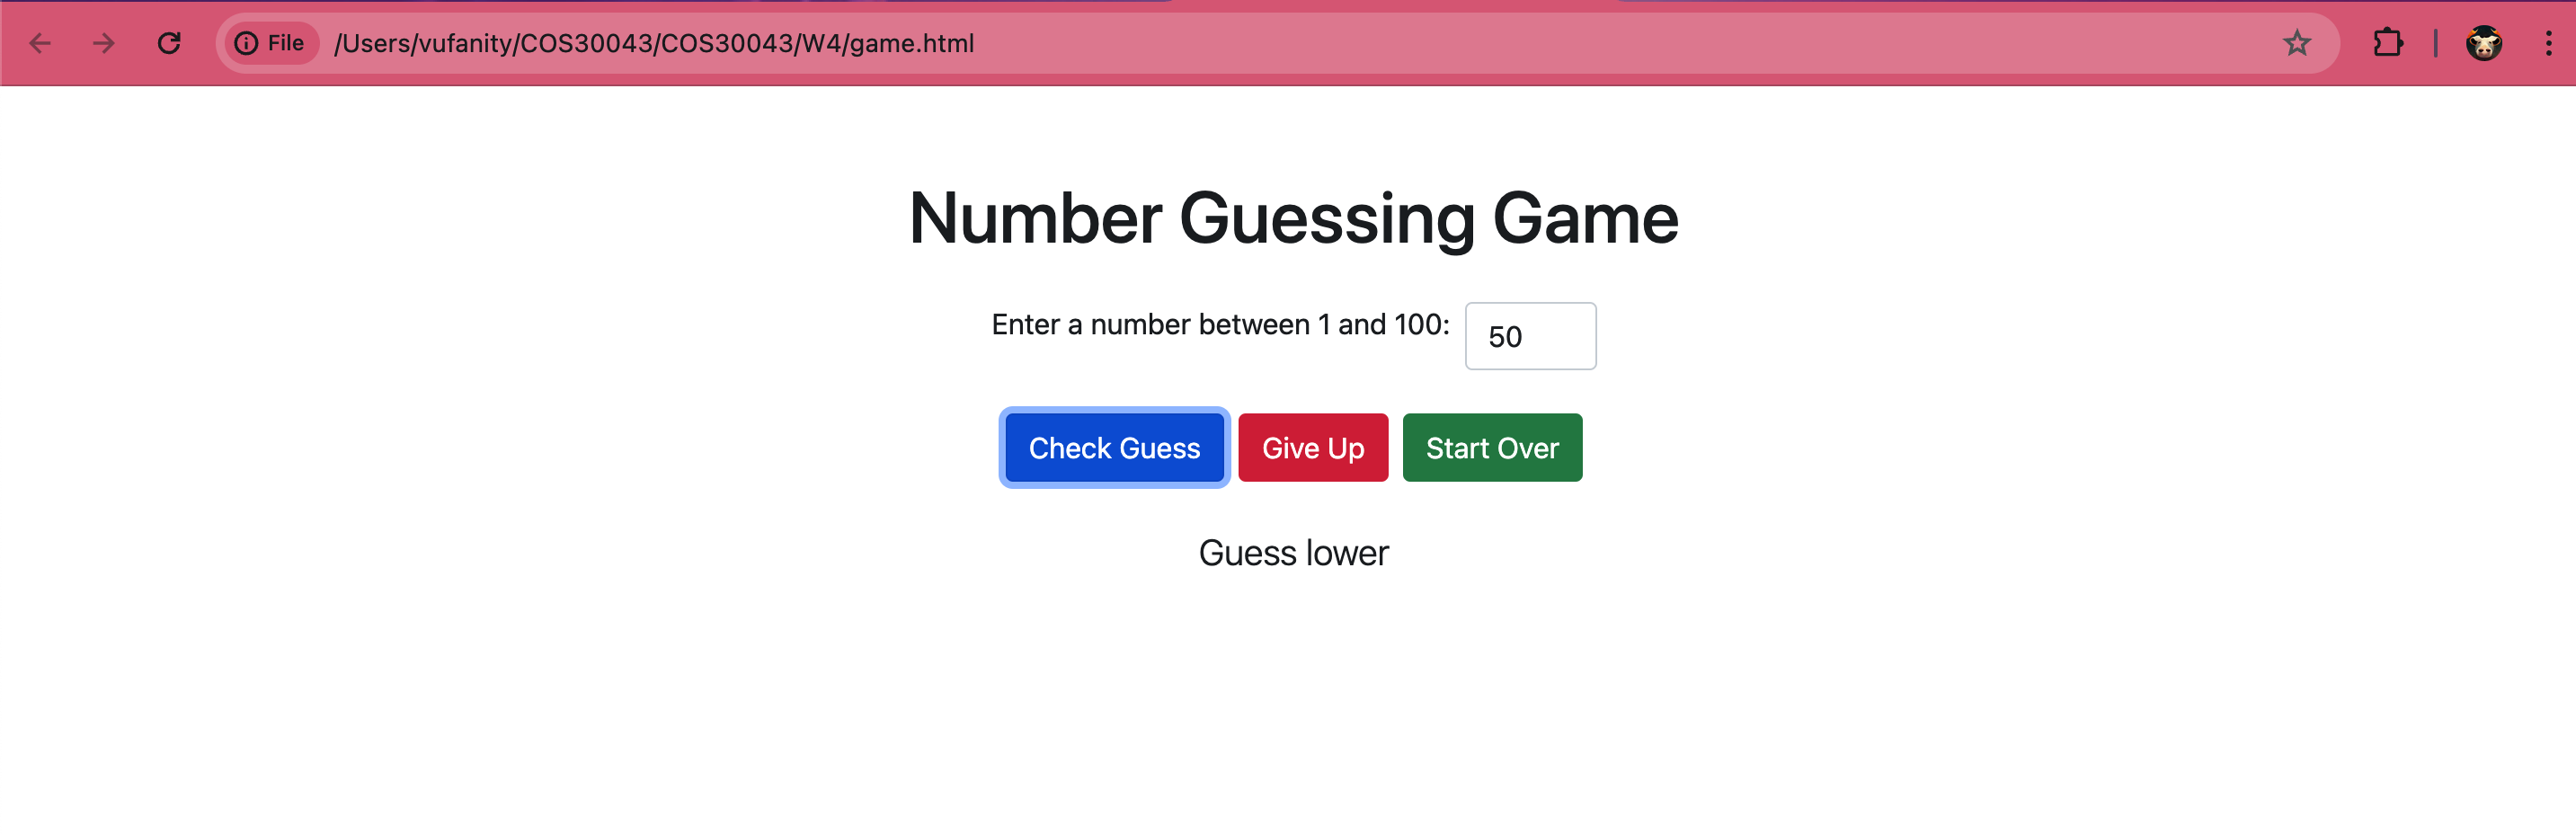 File /Users/vufanity/COS30043/COS30043/W4/game.html
Number Guessing Game
Enter a number between 1 and 100: 50
Check Guess Give Up Start Over
Guess lower